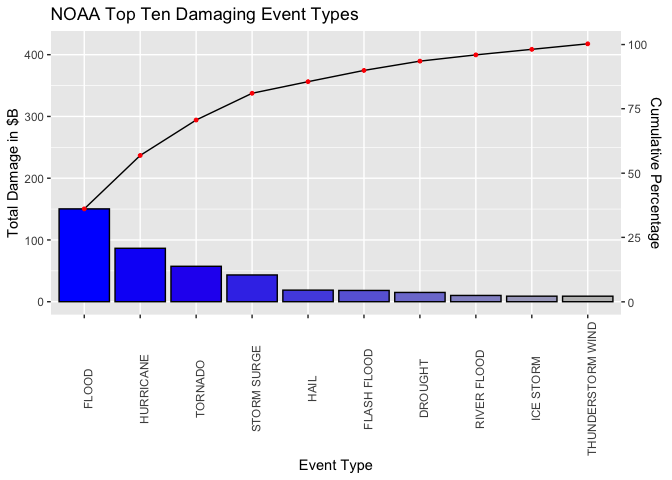 NOAA Top Ten Damaging Event Types
Total Damage in $B
400
300
200
100
0
100
75
50
25
0
Cumulative Percentage
FLOOD
HURRICANE
TORNADO
STORM SURGE
HAIL
FLASH FLOOD
DROUGHT
RIVER FLOOD
ICE STORM
THUNDERSTORM WIND
Event Type